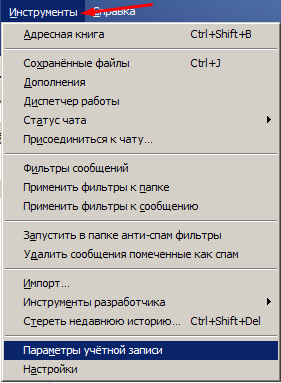 Инструменты Справка
Адресная книга Ctrl+Shift+B
Сохранённые файлы Ctrl+J
Дополнения
Диспетчер работы
Статус чата
Присоединиться к чату...
Фильтры сообщений
Применить фильтры к папке
Применить фильтры к сообщению
Запустить в папке анти-спам фильтры
Удалить сообщения помеченные как спам
Импорт...
Инструменты разработчика
Стереть недавнюю историю... Ctrl+Shift+Del
Параметры учётной записи
Настройки